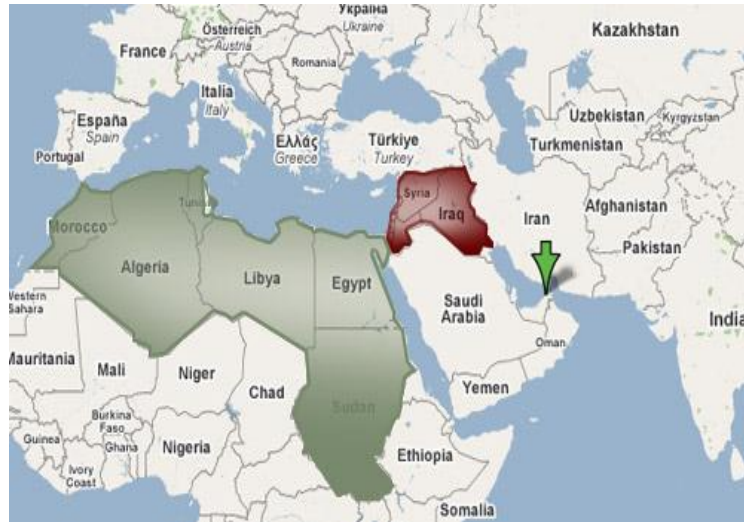 Україна
Ukraine
Kazakhstan
Österreich
Austria
France
Romania
Italia
Italy
Uzbekistan
Kyrgyzstan
España
Spain
Portugal
Ελλάς
Greece
Türkiye
Turkey
Turkmenistan
Tunisia
Syria
Iraq
Iran
Afghanistan
Morocco
Pakistan
Algeria
Libya
Egypt
Western
Sahara
Saudi
Arabia
India
Oman
Mauritania
Mali
Niger
Chad
Sudan
Yemen
Burkina
Faso
Guinea
Ghana
Nigeria
Ethiopia
Ivory
Coast
Somalia